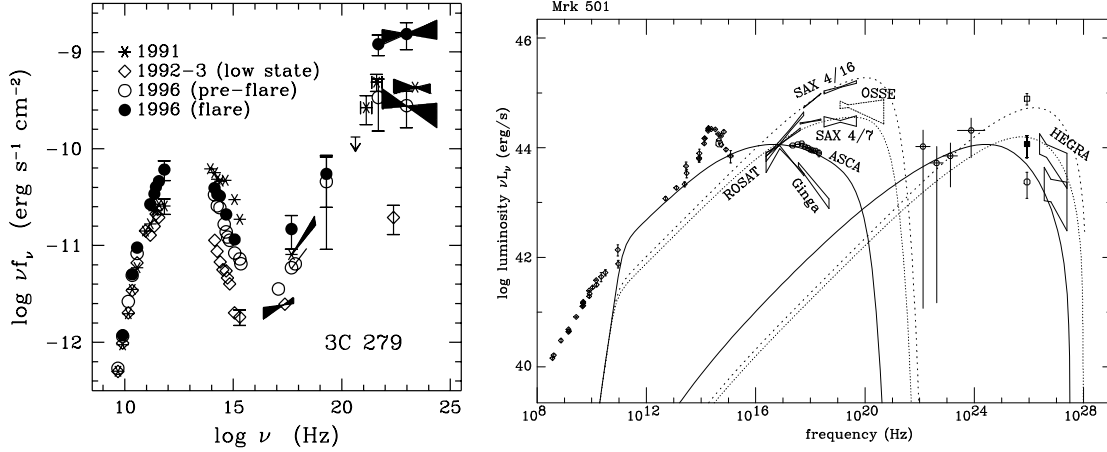 Mrk 501
log νfν (erg s⁻¹ cm⁻²)
-9
-10
-11
-12
1991
1992-3 (low state)
1996 (pre-flare)
1996 (flare)
3C 279
10
15
20
25
log ν (Hz)
log luminosity νLν (erg/s)
46
44
42
40
SAX 4/16
OSSE
SAX 4/7
ASCA
ROSAT
Ginga
HEGRA
10⁸
10¹²
10¹⁶
10²⁰
10²⁴
10²⁸
frequency (Hz)